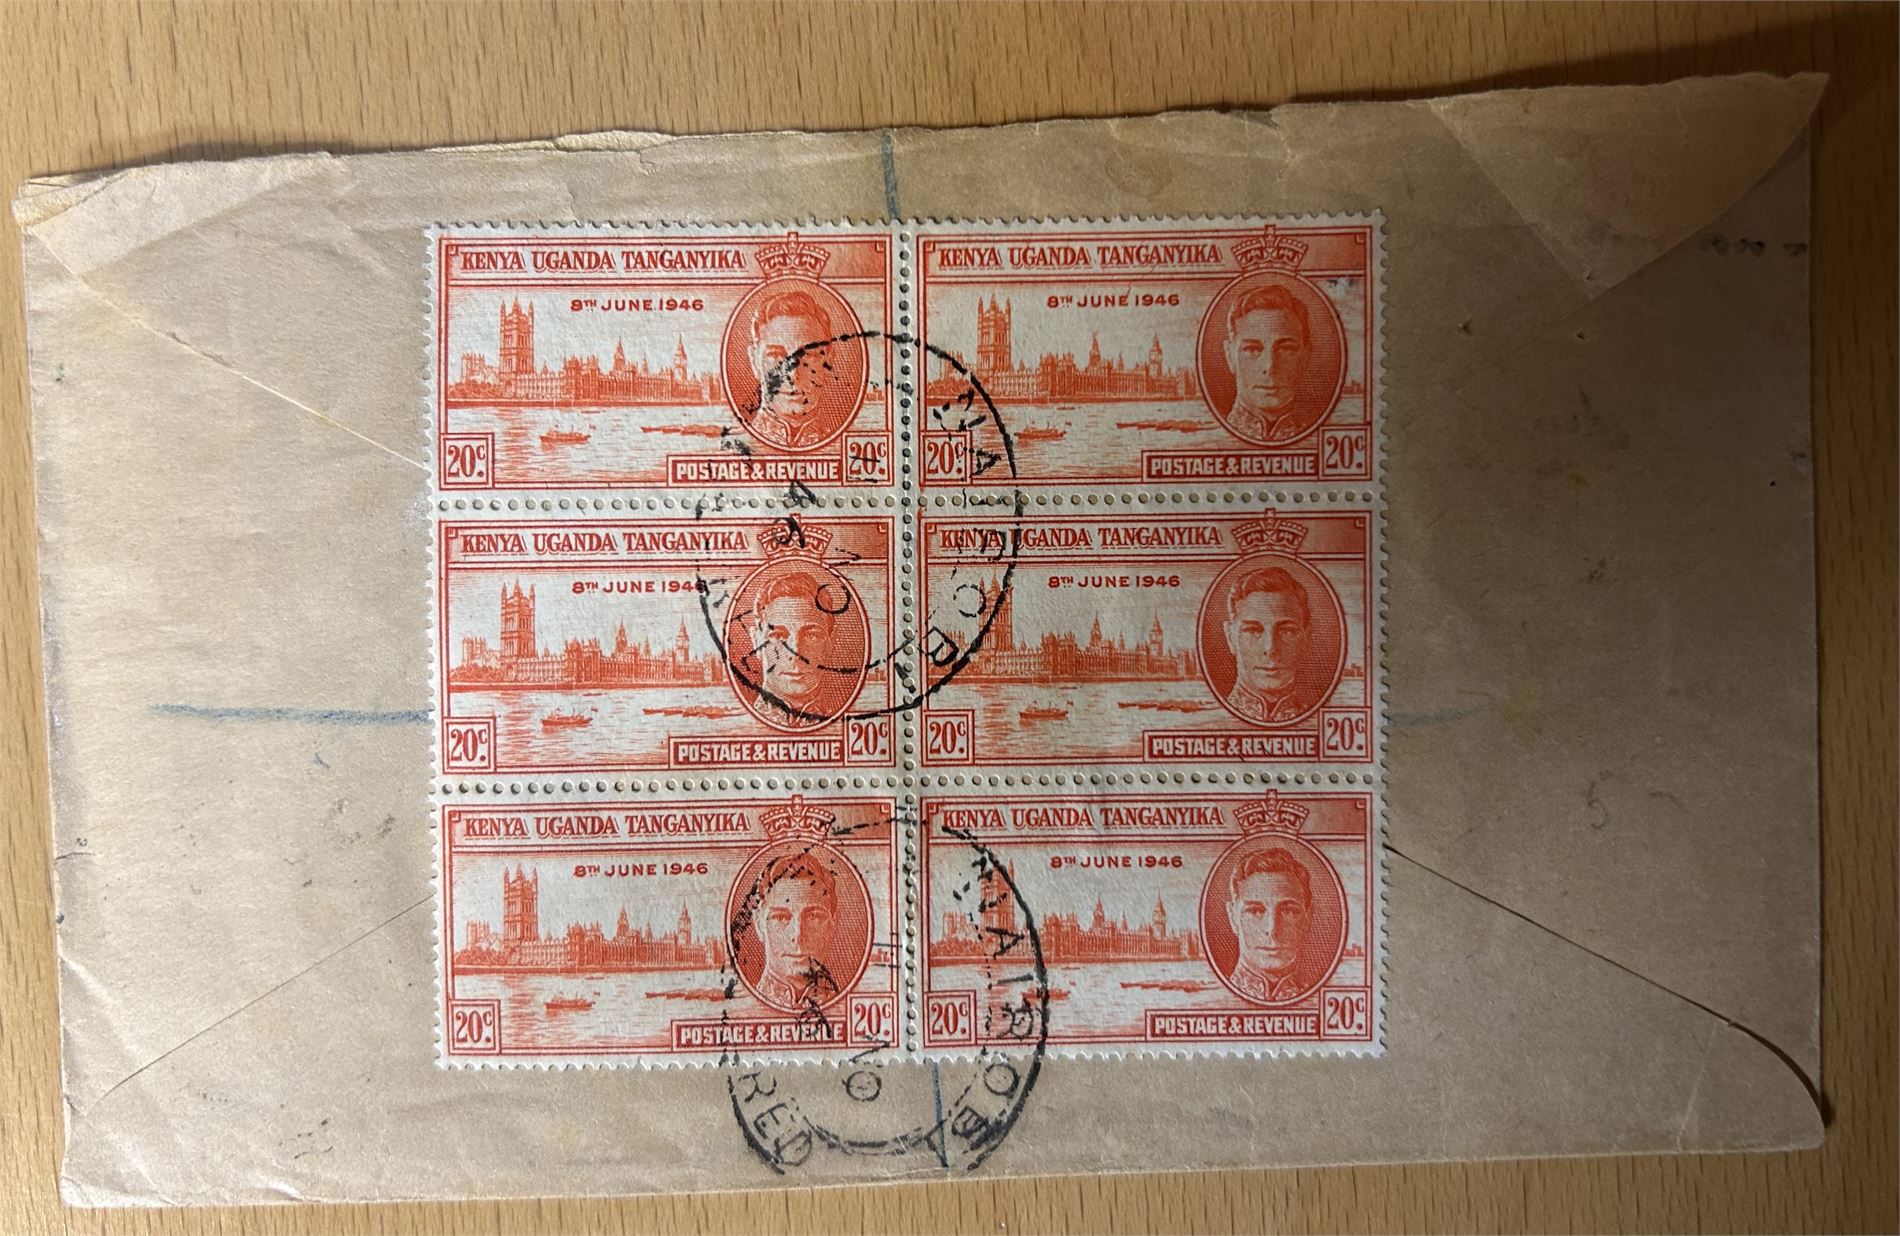 KENYA UGANDA TANGANYIKA
8TH JUNE 1946
20c.
POSTAGE & REVENUE
20c.
KENYA UGANDA TANGANYIKA
8TH JUNE 1946
20c.
POSTAGE & REVENUE
20c.
KENYA UGANDA TANGANYIKA
8TH JUNE 1946
20c.
POSTAGE & REVENUE
20c.
KENYA UGANDA TANGANYIKA
8TH JUNE 1946
20c.
POSTAGE & REVENUE
20c.
KENYA UGANDA TANGANYIKA
8TH JUNE 1946
20c.
POSTAGE & REVENUE
20c.
KENYA UGANDA TANGANYIKA
8TH JUNE 1946
20c.
POSTAGE & REVENUE
20c.
NAIROBI
NAIROBI
5